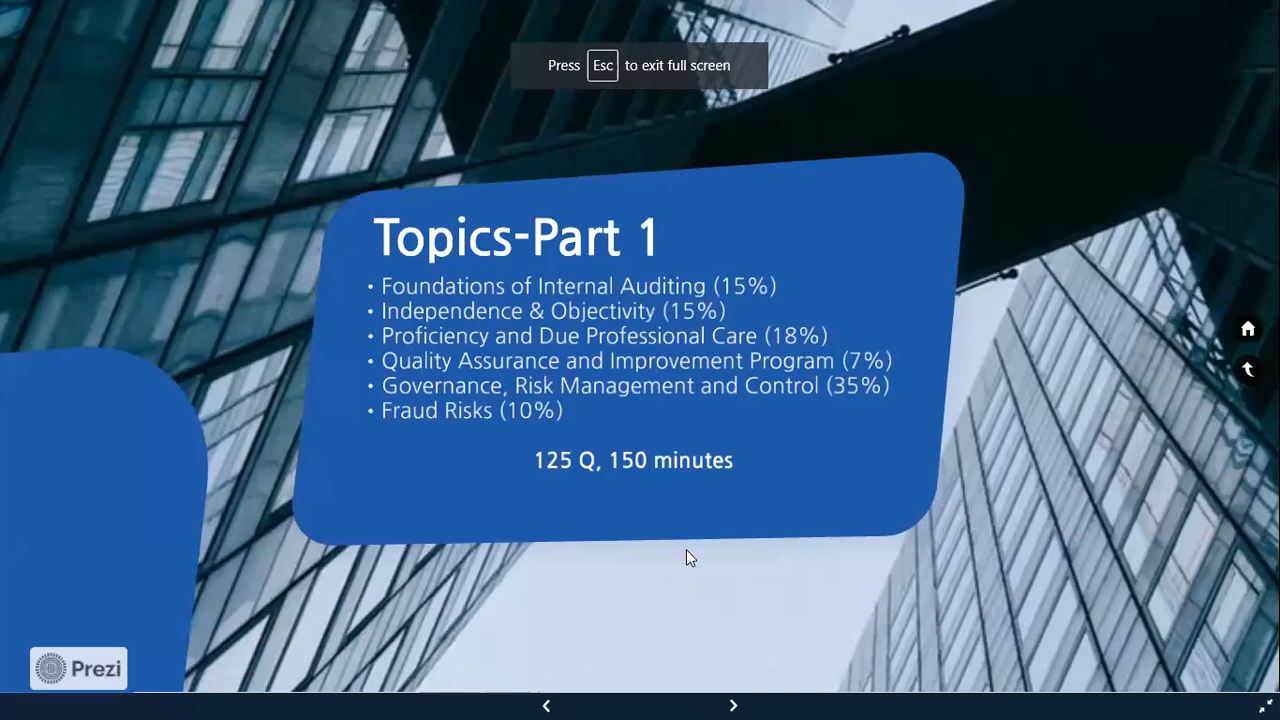 Press Esc to exit full screen
Topics-Part 1
• Foundations of Internal Auditing (15%)
• Independence & Objectivity (15%)
• Proficiency and Due Professional Care (18%)
• Quality Assurance and Improvement Program (7%)
• Governance, Risk Management and Control (35%)
• Fraud Risks (10%)
125 Q, 150 minutes
Prezi